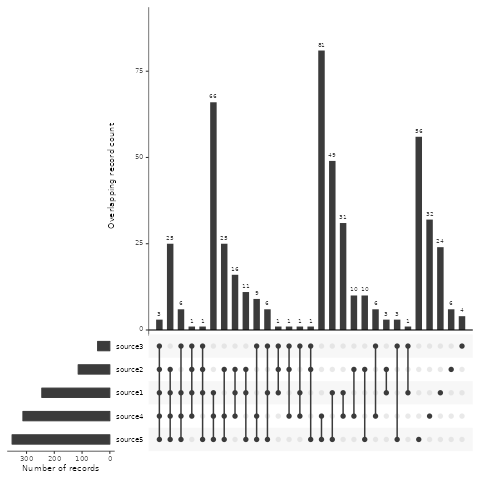 Overlapping record count
75
50
25
0
3 25 6 1 1 66 25 16 11 9 6 1 1 1 1 81 49 31 10 10 6 3 3 1 56 32 24 6 4
source3
source2
source1
source4
source5
300 200 100 0
Number of records